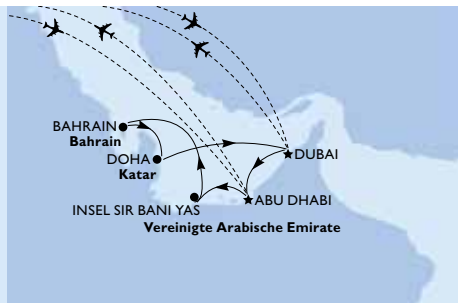 BAHRAIN
Bahrain
DOHA
Katar
DUBAI
INSEL SIR BANI YAS
ABU DHABI
Vereinigte Arabische Emirate